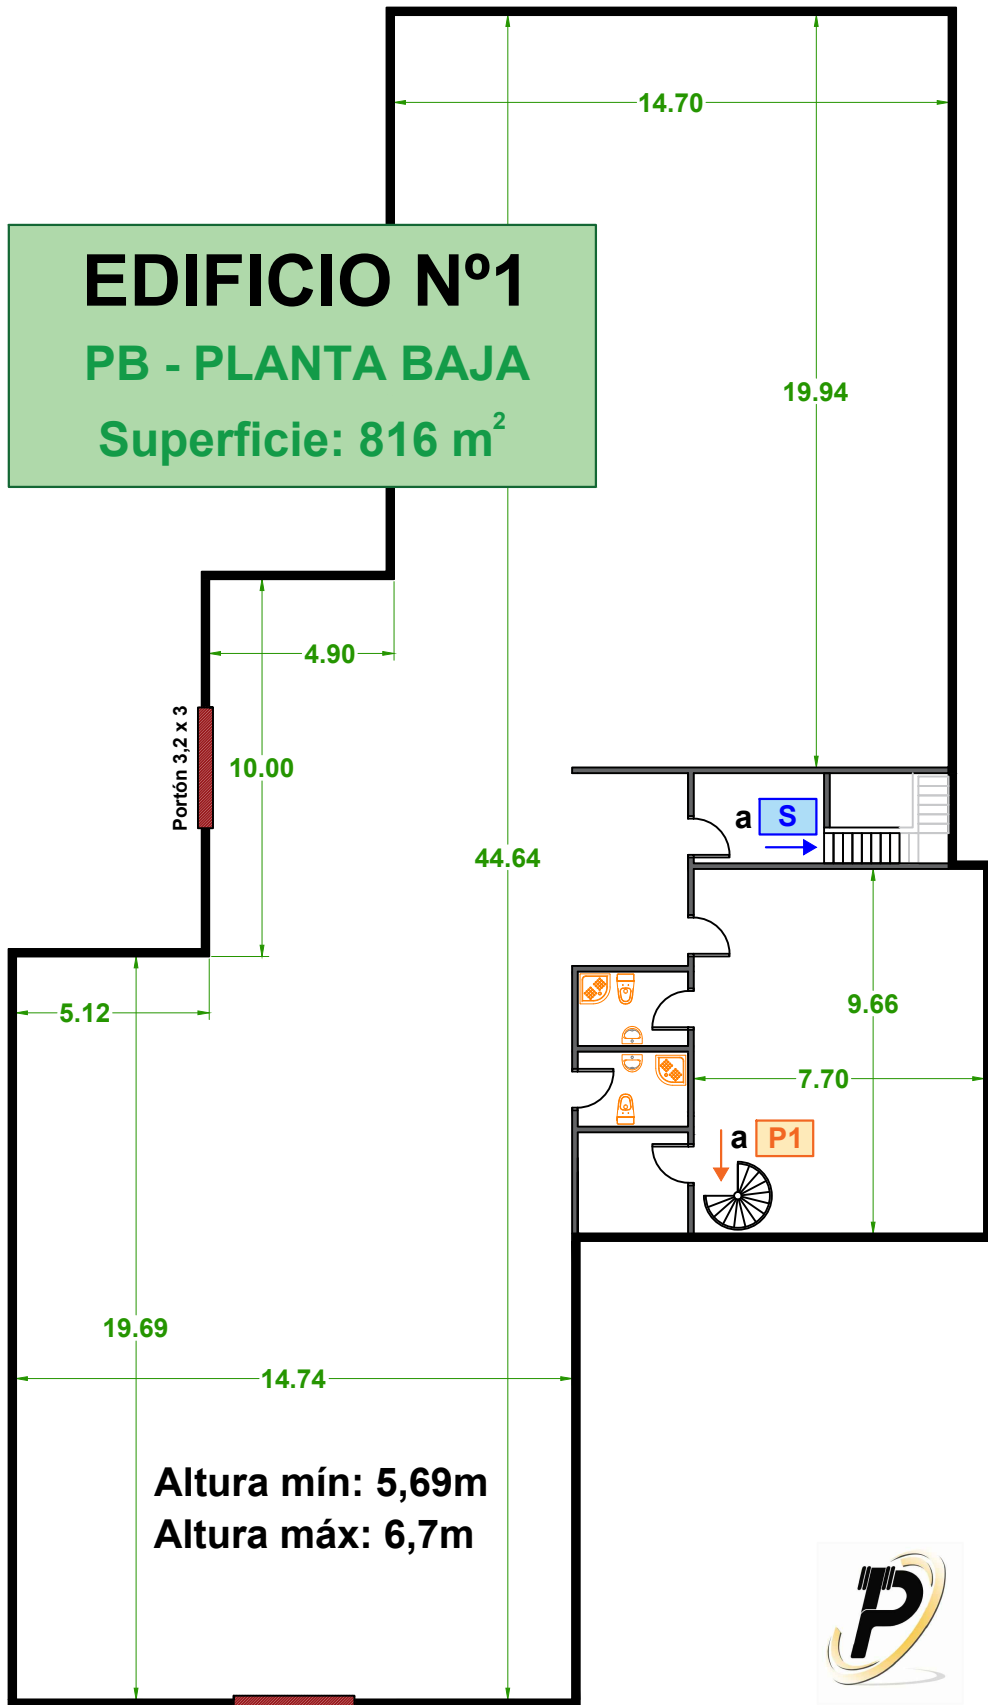 14.70
EDIFICIO Nº1
PB - PLANTA BAJA
Superficie: 816 m²
19.94
4.90
Portón 3,2 x 3
10.00
a S
44.64
5.12
9.66
7.70
a P1
19.69
14.74
Altura mín: 5,69m
Altura máx: 6,7m
P